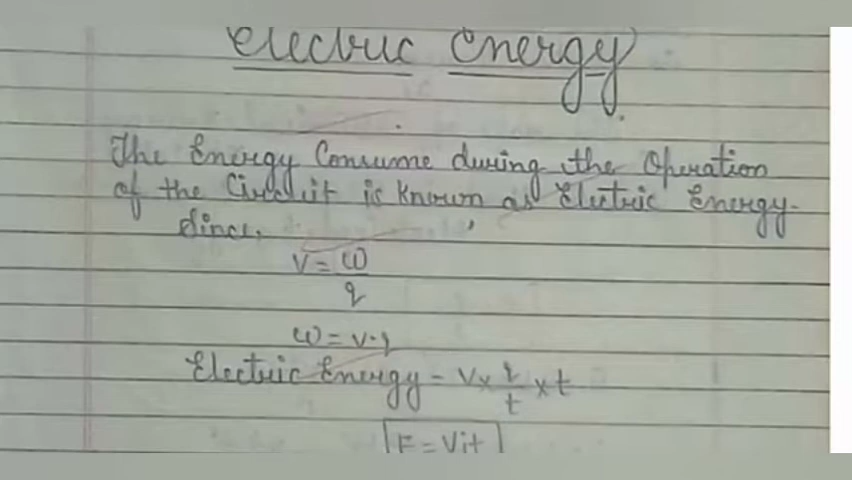 Electric Energy
The Energy Consume during the Operation
of the Circuit is Known as Electric Energy.
Since,
V = W/q
W = V·q
Electric Energy = V × q/t × t
E = Vit